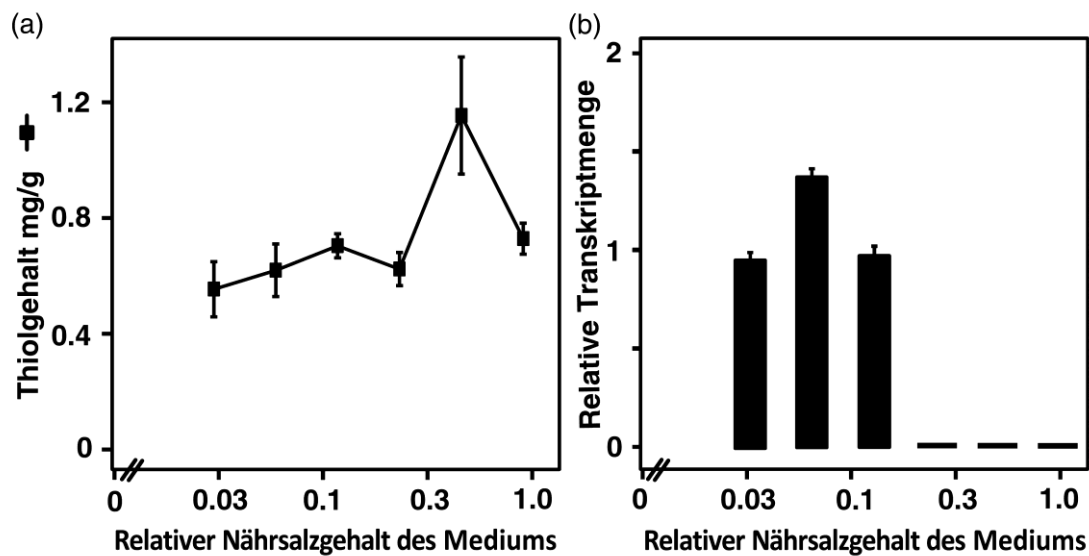 (a)
Thiolgehalt mg/g
1.2
0.8
0.4
0
0 0.03 0.1 0.3 1.0
Relativer Nährsalzgehalt des Mediums
(b)
Relative Transkriptmenge
2
1
0
0 0.03 0.1 0.3 1.0
Relativer Nährsalzgehalt des Mediums